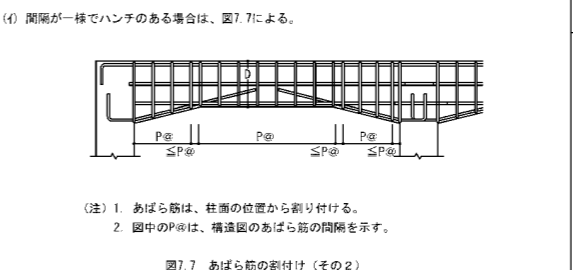 (イ) 間隔が一様でハンチのある場合は、図7.7による。
D
P@ P@ P@
≦P@ ≦P@ ≦P@
(注) 1. あばら筋は、柱面の位置から割り付ける。
2. 図中のP@は、構造図のあばら筋の間隔を示す。
図7.7 あばら筋の割付け (その2)